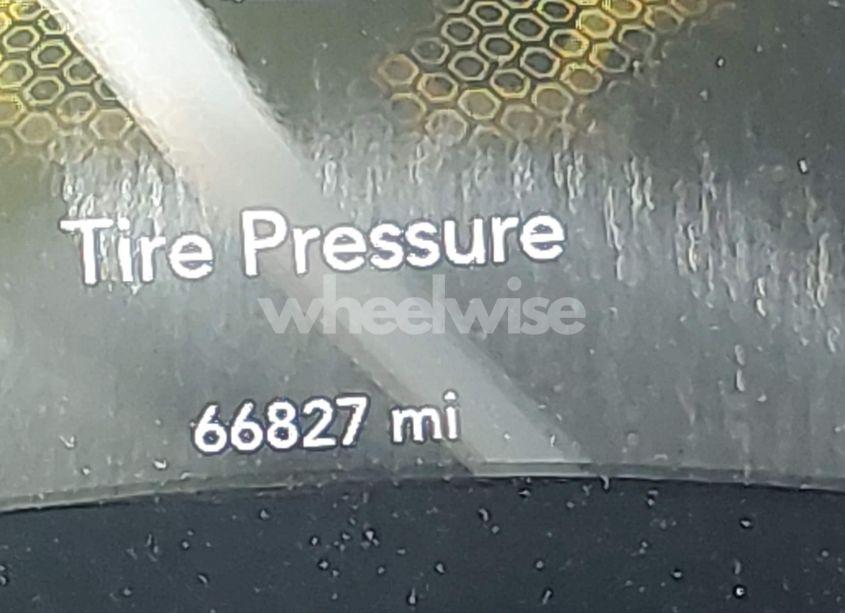 Tire Pressure
wheelwise
66827 mi